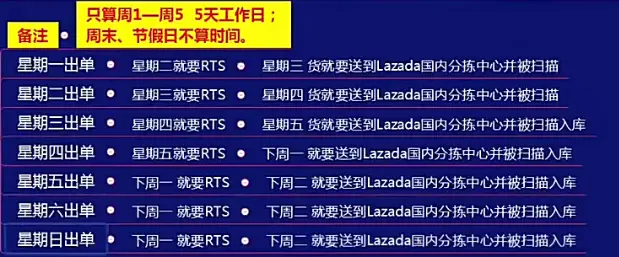 只算周1—周5 5天工作日；
备注 • 周末、节假日不算时间。
星期一出单 • 星期二就要RTS • 星期三 货就要送到Lazada国内分拣中心并被扫描
星期二出单 • 星期三就要RTS • 星期四 货就要送到Lazada国内分拣中心并被扫描
星期三出单 • 星期四就要RTS • 星期五 货就要送到Lazada国内分拣中心并被扫描入库
星期四出单 • 星期五就要RTS • 下周一 就要送到Lazada国内分拣中心并被扫描入库
星期五出单 • 下周一 就要RTS • 下周二 就要送到Lazada国内分拣中心并被扫描入库
星期六出单 • 下周一 就要RTS • 下周二 就要送到Lazada国内分拣中心并被扫描入库
星期日出单 • 下周一 就要RTS • 下周二 就要送到Lazada国内分拣中心并被扫描入库